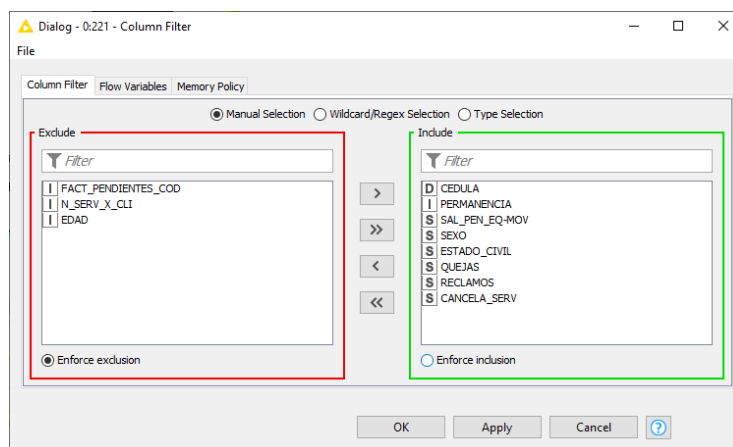 Dialog - 0:221 - Column Filter
File
Column Filter Flow Variables Memory Policy
Manual Selection Wildcard/Regex Selection Type Selection
Exclude
Filter
I FACT_PENDIENTES_COD
I N_SERV_X_CLI
I EDAD
Enforce exclusion
>
>>
<
<<
Include
Filter
D CEDULA
I PERMANENCIA
S SAL_PEN_EQ-MOV
S SEXO
S ESTADO_CIVIL
S QUEJAS
S RECLAMOS
S CANCELA_SERV
Enforce inclusion
OK Apply Cancel ?